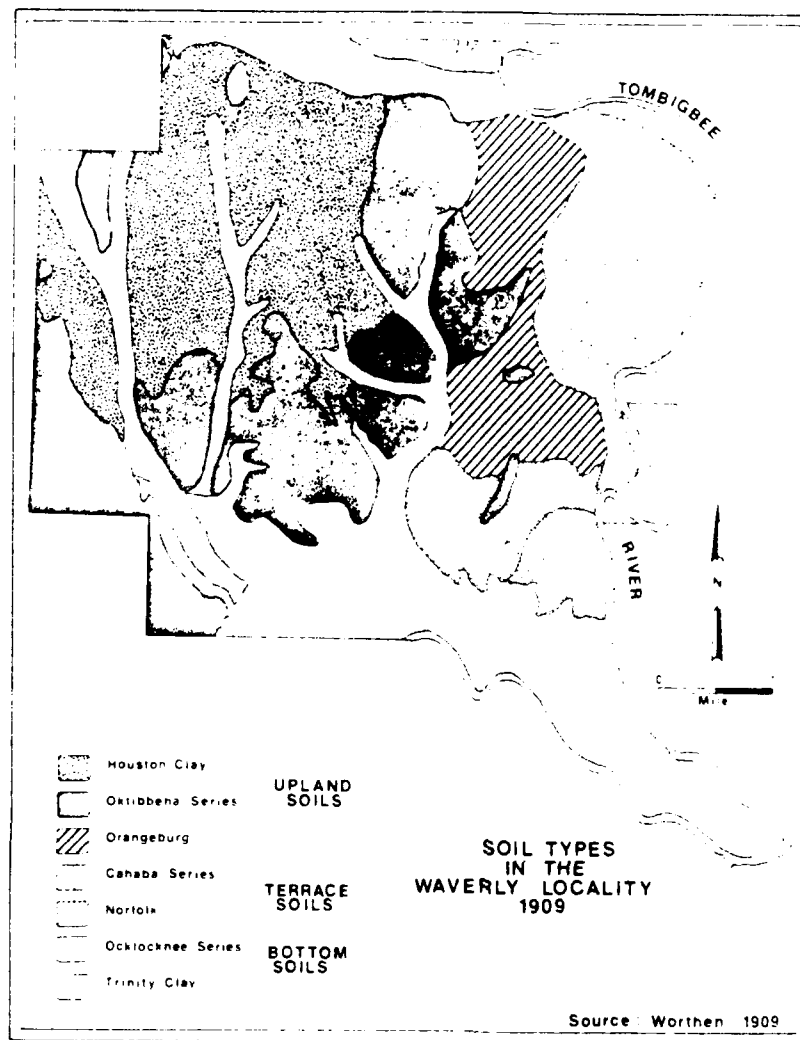 TOMBIGBEE
RIVER
N
Mile
Houston Clay
Oktibbeha Series
Orangeburg
UPLAND
SOILS
Cahaba Series
Norfolk
TERRACE
SOILS
Ocklocknee Series
Trinity Clay
BOTTOM
SOILS
SOIL TYPES
IN THE
WAVERLY LOCALITY
1909
Source: Worthen 1909